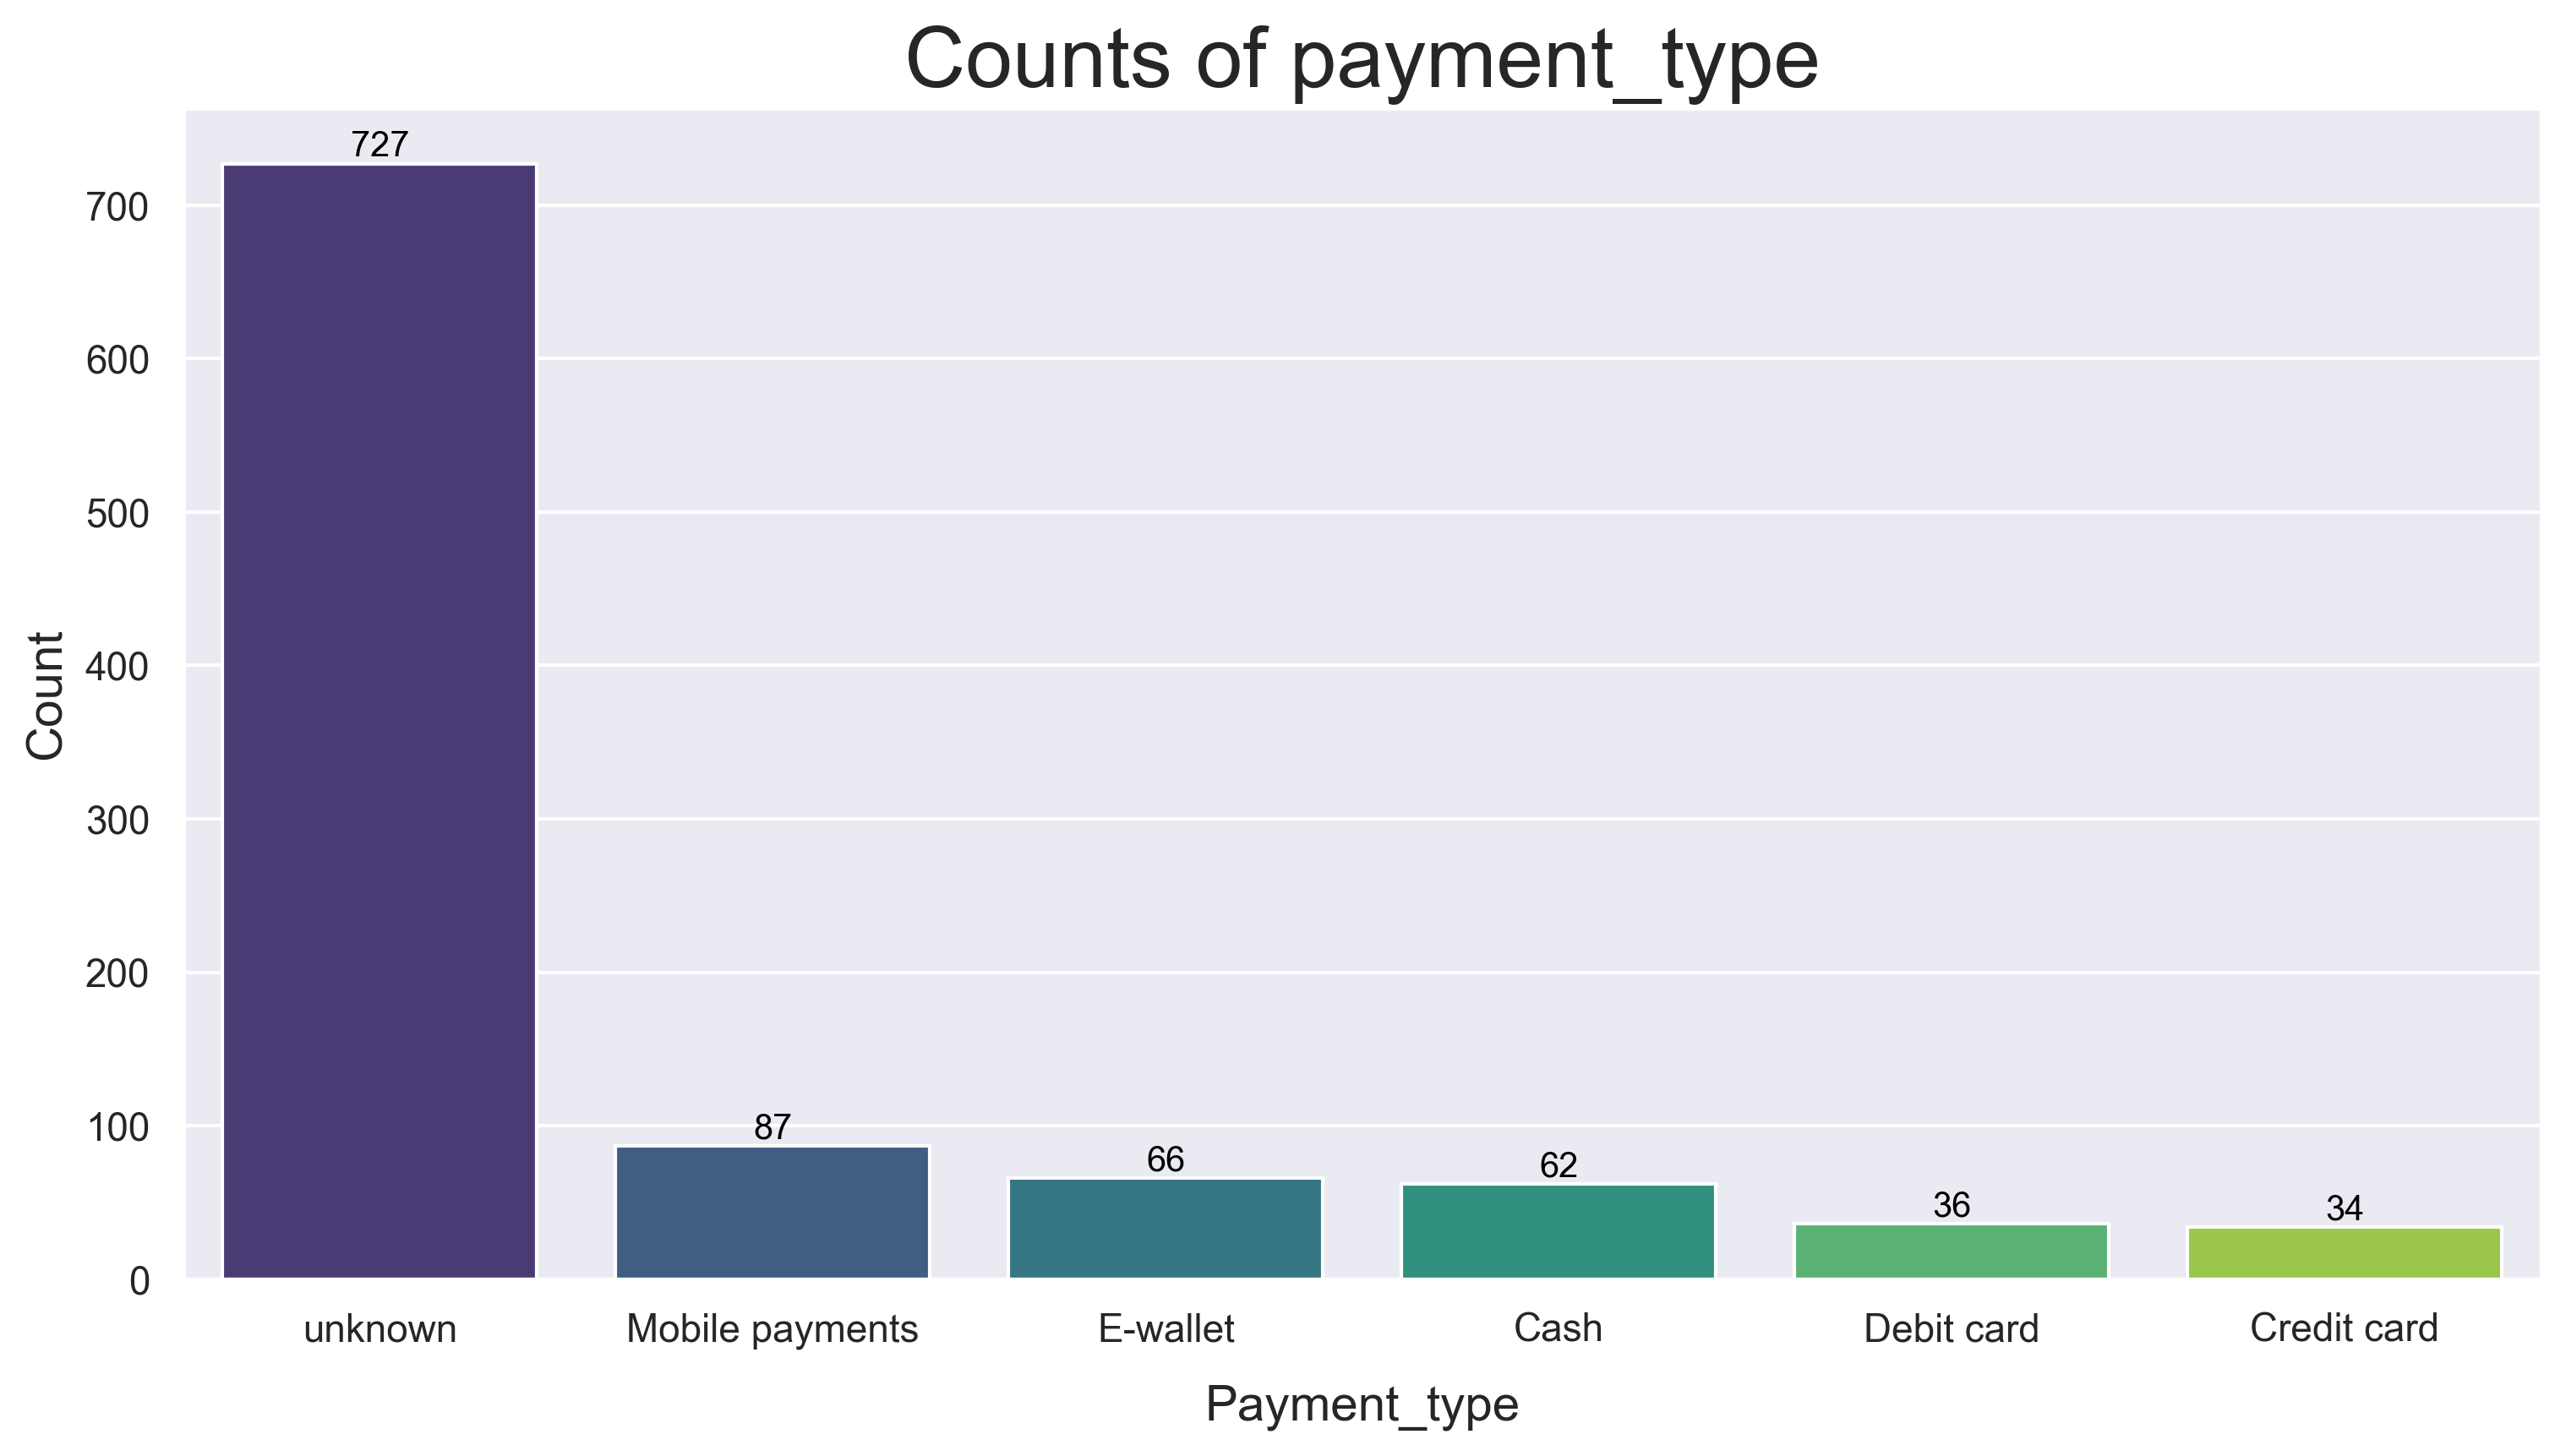 Counts of payment_type
727
700
600
500
400
300
200
100
0
Count
87
66
62
36
34
unknown
Mobile payments
E-wallet
Cash
Debit card
Credit card
Payment_type